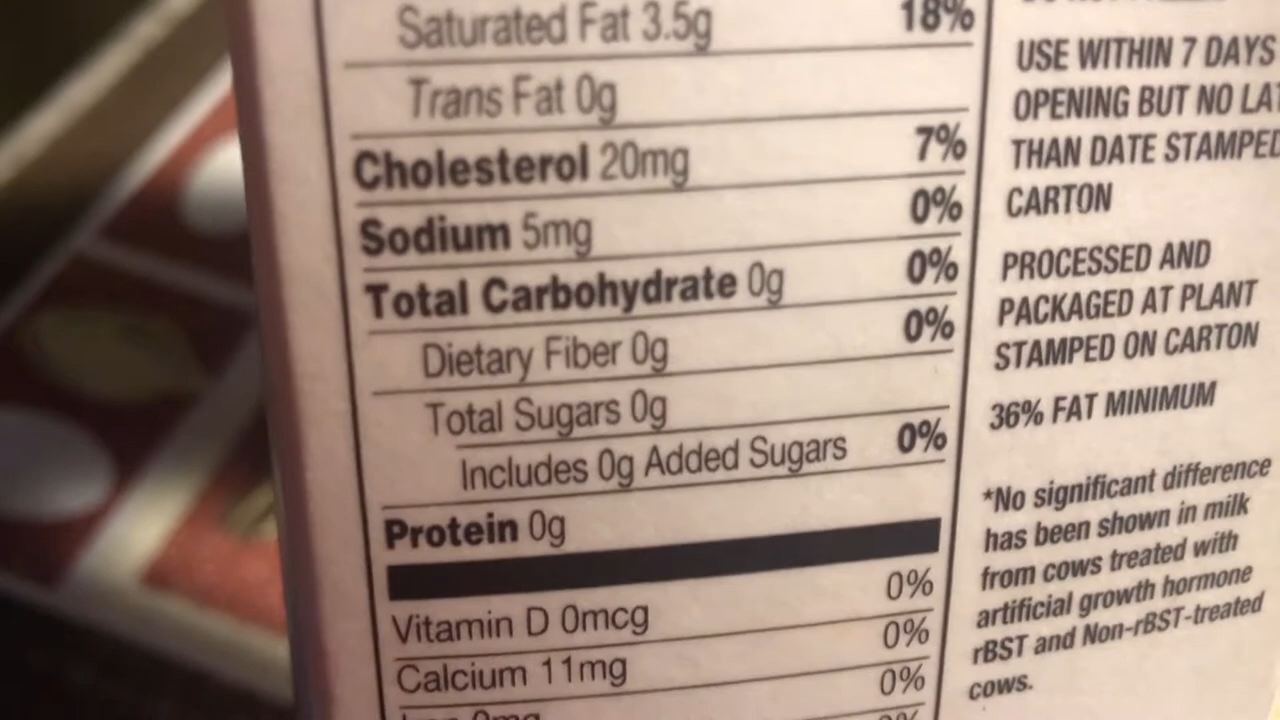 Saturated Fat 3.5g 18%
Trans Fat 0g
Cholesterol 20mg 7%
Sodium 5mg 0%
Total Carbohydrate 0g 0%
Dietary Fiber 0g 0%
Total Sugars 0g
Includes 0g Added Sugars 0%
Protein 0g
Vitamin D 0mcg 0%
Calcium 11mg 0%
0mg 0%
USE WITHIN 7 DAYS
OPENING BUT NO
THAN DATE STAMPED
CARTON
PROCESSED AND
PACKAGED AT PLANT
STAMPED ON CARTON
36% FAT MINIMUM
*No significant difference
has been shown in milk
from cows treated with
artificial growth hormone
rBST and Non-rBST-treated
cows.